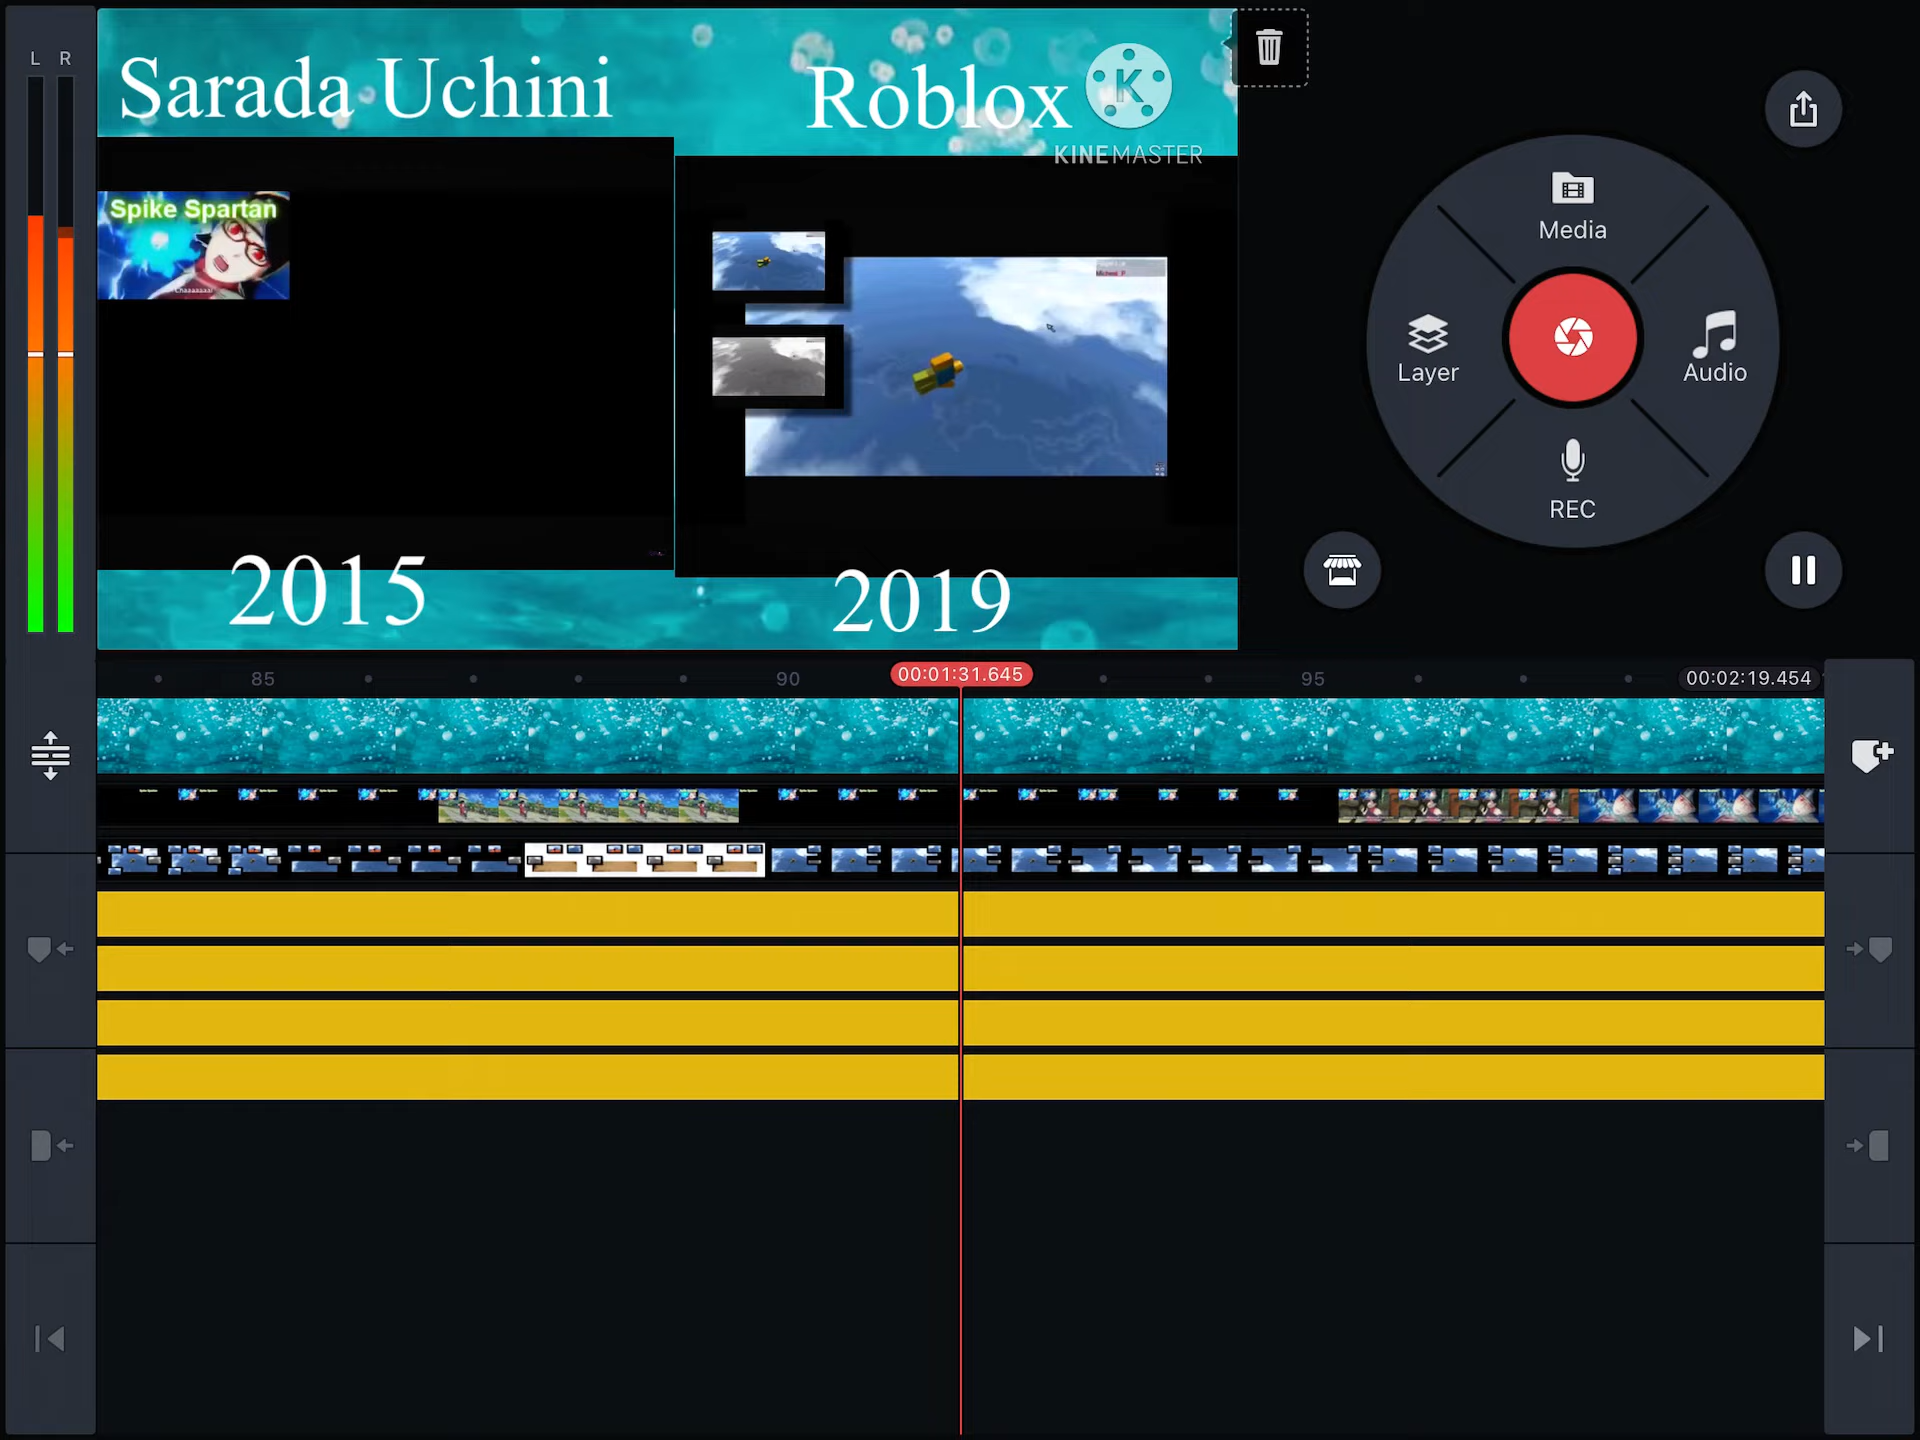 L R
Sarada Uchini
Roblox
K
KINEMASTER
Spike Spartan
2015
2019
Media
Layer
Audio
REC
85
90
00:01:31.645
95
00:02:19.454